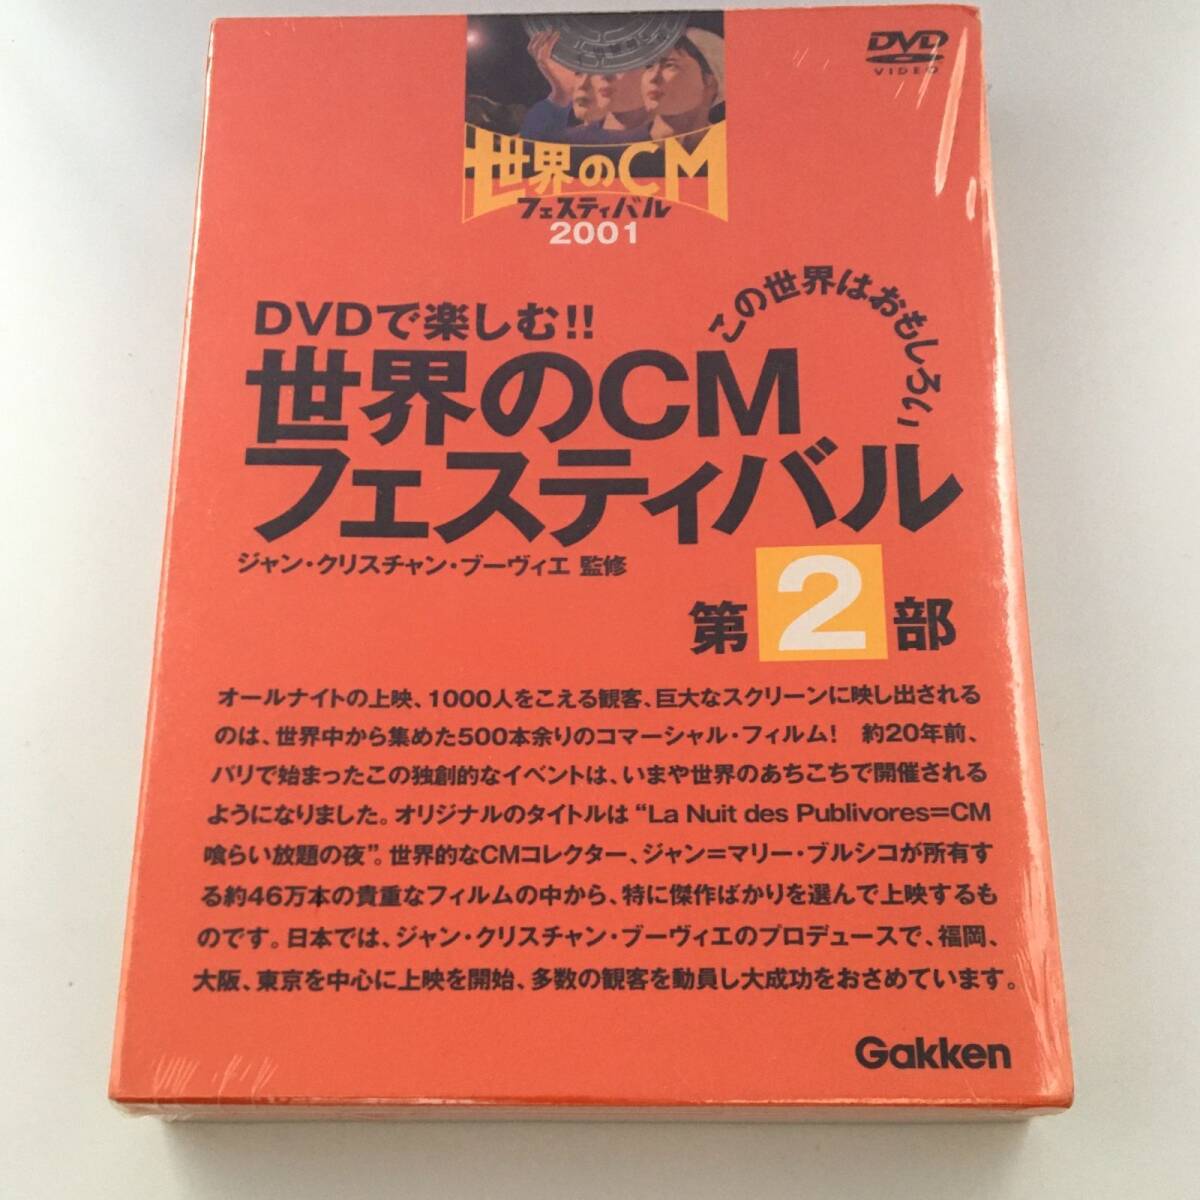 DVD
VIDEO
世界のCM
フェスティバル
2001
この世界はおもしろい
DVDで楽しむ!!
世界のCM
フェスティバル
ジャン・クリスチャン・ブーヴィエ 監修
第2部
オールナイトの上映、1000人をこえる観客、巨大なスクリーンに映し出される
のは、世界中から集めた500本余りのコマーシャル・フィルム! 約20年前、
パリで始まったこの独創的なイベントは、いまや世界のあちこちで開催される
ようになりました。オリジナルのタイトルは“La Nuit des Publivores=CM
喰らい放題の夜”。世界的なCMコレクター、ジャン=マリー・ブルシコが所有す
る約46万本の貴重なフィルムの中から、特に傑作ばかりを選んで上映するも
のです。日本では、ジャン・クリスチャン・ブーヴィエのプロデュースで、福岡、
大阪、東京を中心に上映を開始、多数の観客を動員し大成功をおさめています。
Gakken